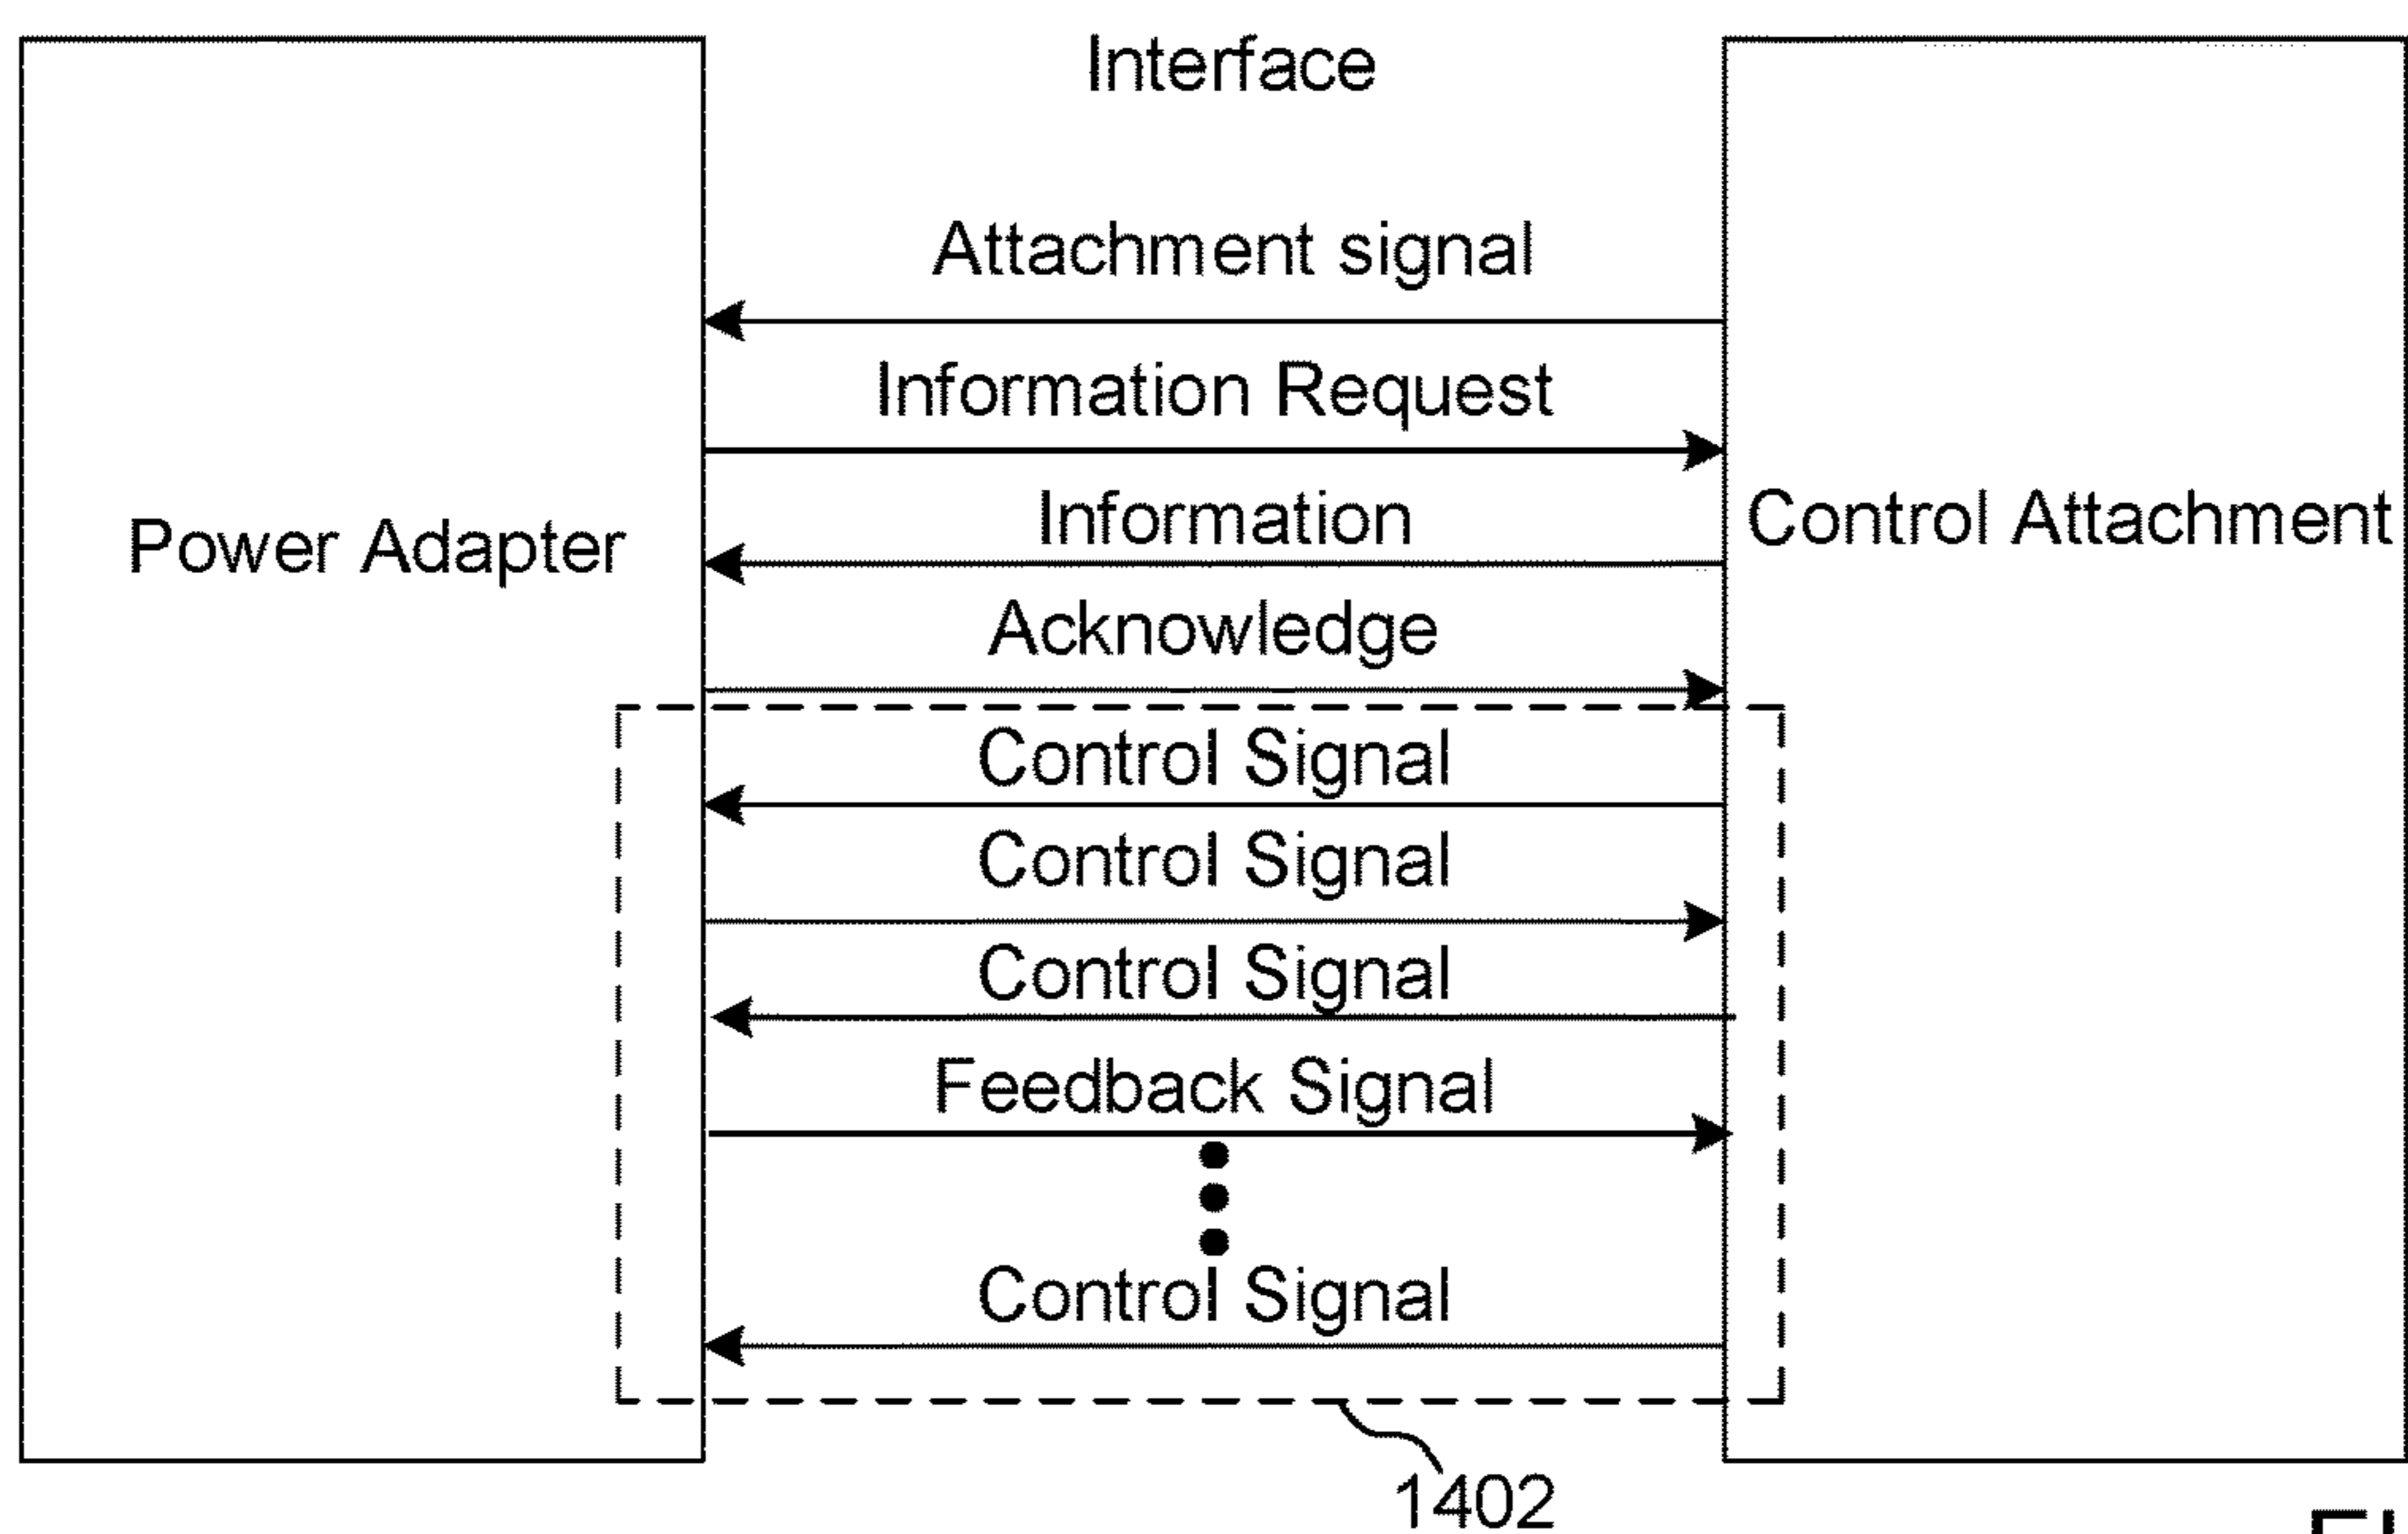 Interface
Attachment signal
Information Request
Information
Power Adapter
Control Attachment
Acknowledge
Control Signal
Control Signal
Control Signal
Feedback Signal
Control Signal
1402